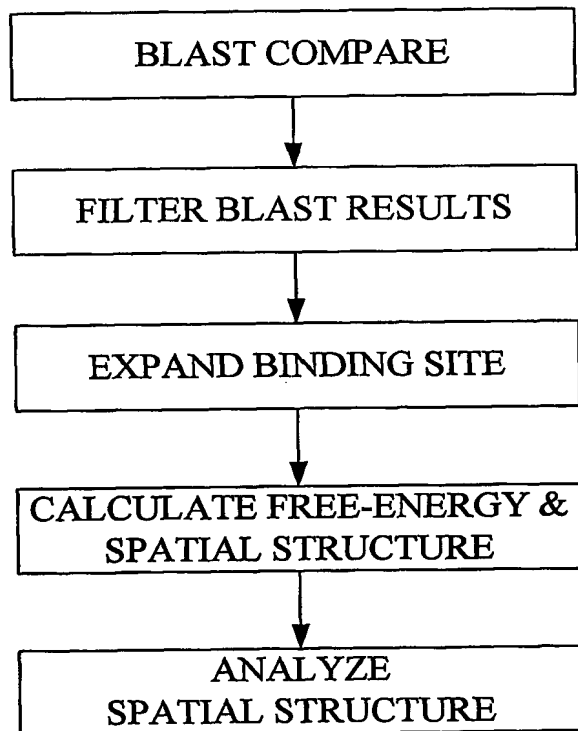 BLAST COMPARE
FILTER BLAST RESULTS
EXPAND BINDING SITE
CALCULATE FREE-ENERGY &
SPATIAL STRUCTURE
ANALYZE
SPATIAL STRUCTURE